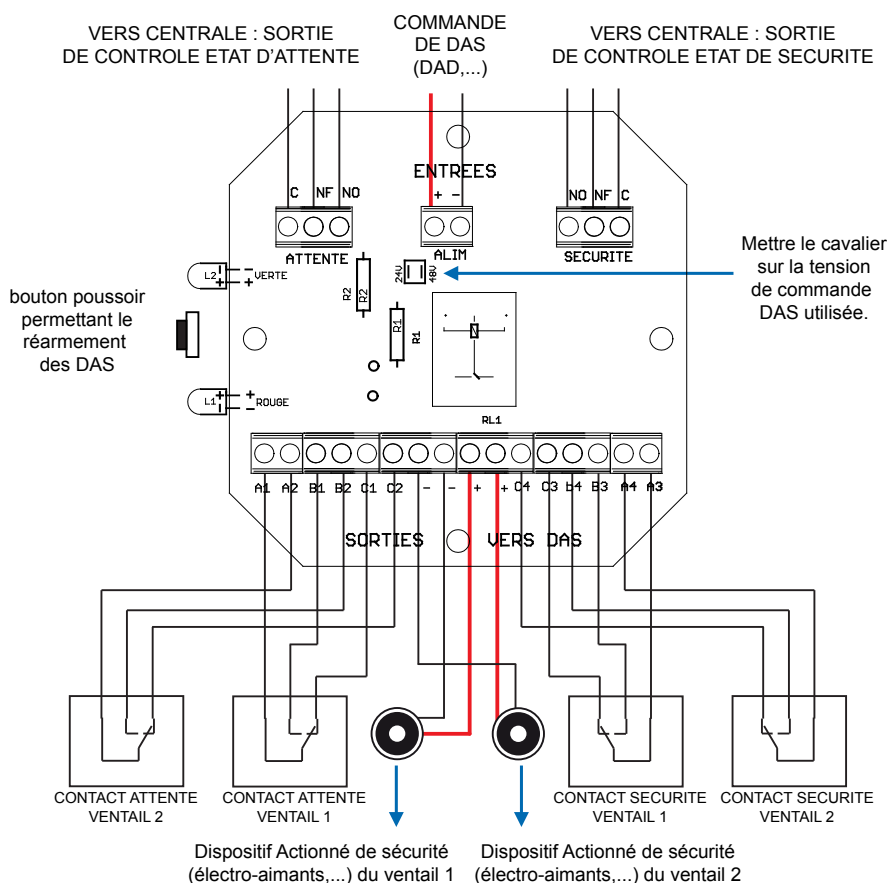 VERS CENTRALE : SORTIE
DE CONTROLE ETAT D'ATTENTE
COMMANDE
DE DAS
(DAD,...)
VERS CENTRALE : SORTIE
DE CONTROLE ETAT DE SECURITE
ENTREES
C NF NO
+ -
NO NF C
ATTENTE
ALIM
SECURITE
24V
48V
Mettre le cavalier
sur la tension
de commande
DAS utilisée.
L2 - + - + VERTE
R2
R2
bouton poussoir
permettant le
réarmement
des DAS
R1
R1
L1 + - + - ROUGE
RL1
A1 A2 B1 B2 C1 C2 - - + + C4 C3 b4 B3 A4 A3
SORTIES VERS DAS
CONTACT ATTENTE
VENTAIL 2
CONTACT ATTENTE
VENTAIL 1
CONTACT SECURITE
VENTAIL 1
CONTACT SECURITE
VENTAIL 2
Dispositif Actionné de sécurité
(électro-aimants,...) du ventail 1
Dispositif Actionné de sécurité
(électro-aimants,...) du ventail 2